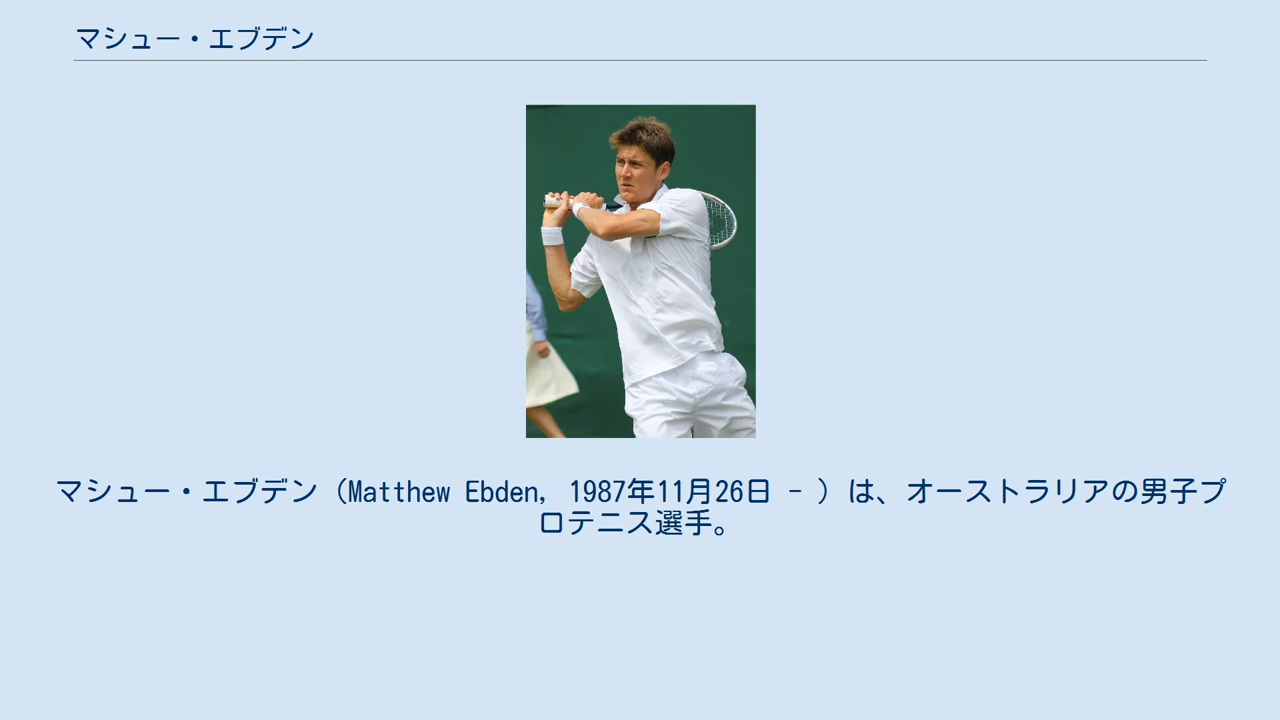 マシュー・エブデン
マシュー・エブデン（Matthew Ebden, 1987年11月26日 - ）は、オーストラリアの男子プ
ロテニス選手。